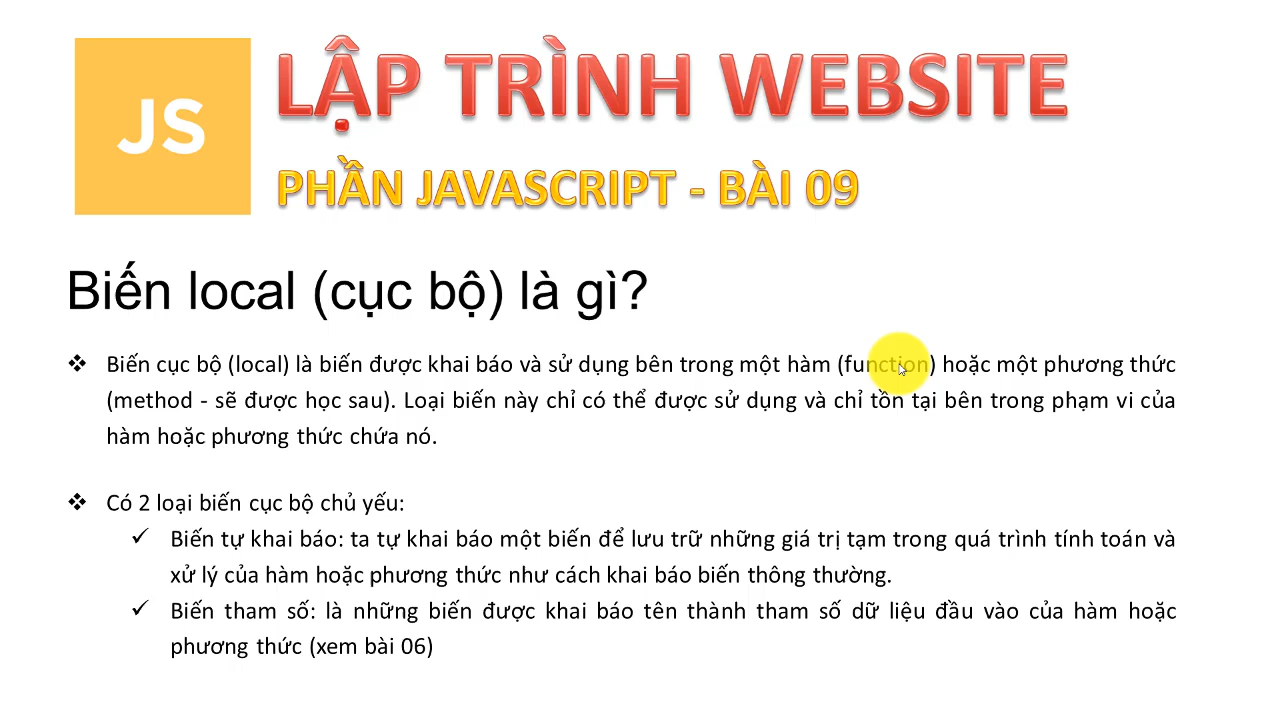 JS
LẬP TRÌNH WEBSITE
PHẦN JAVASCRIPT - BÀI 09
Biến local (cục bộ) là gì?
❖ Biến cục bộ (local) là biến được khai báo và sử dụng bên trong một hàm (function) hoặc một phương thức
(method - sẽ được học sau). Loại biến này chỉ có thể được sử dụng và chỉ tồn tại bên trong phạm vi của
hàm hoặc phương thức chứa nó.
❖ Có 2 loại biến cục bộ chủ yếu:
✓ Biến tự khai báo: ta tự khai báo một biến để lưu trữ những giá trị tạm trong quá trình tính toán và
xử lý của hàm hoặc phương thức như cách khai báo biến thông thường.
✓ Biến tham số: là những biến được khai báo tên thành tham số dữ liệu đầu vào của hàm hoặc
phương thức (xem bài 06)